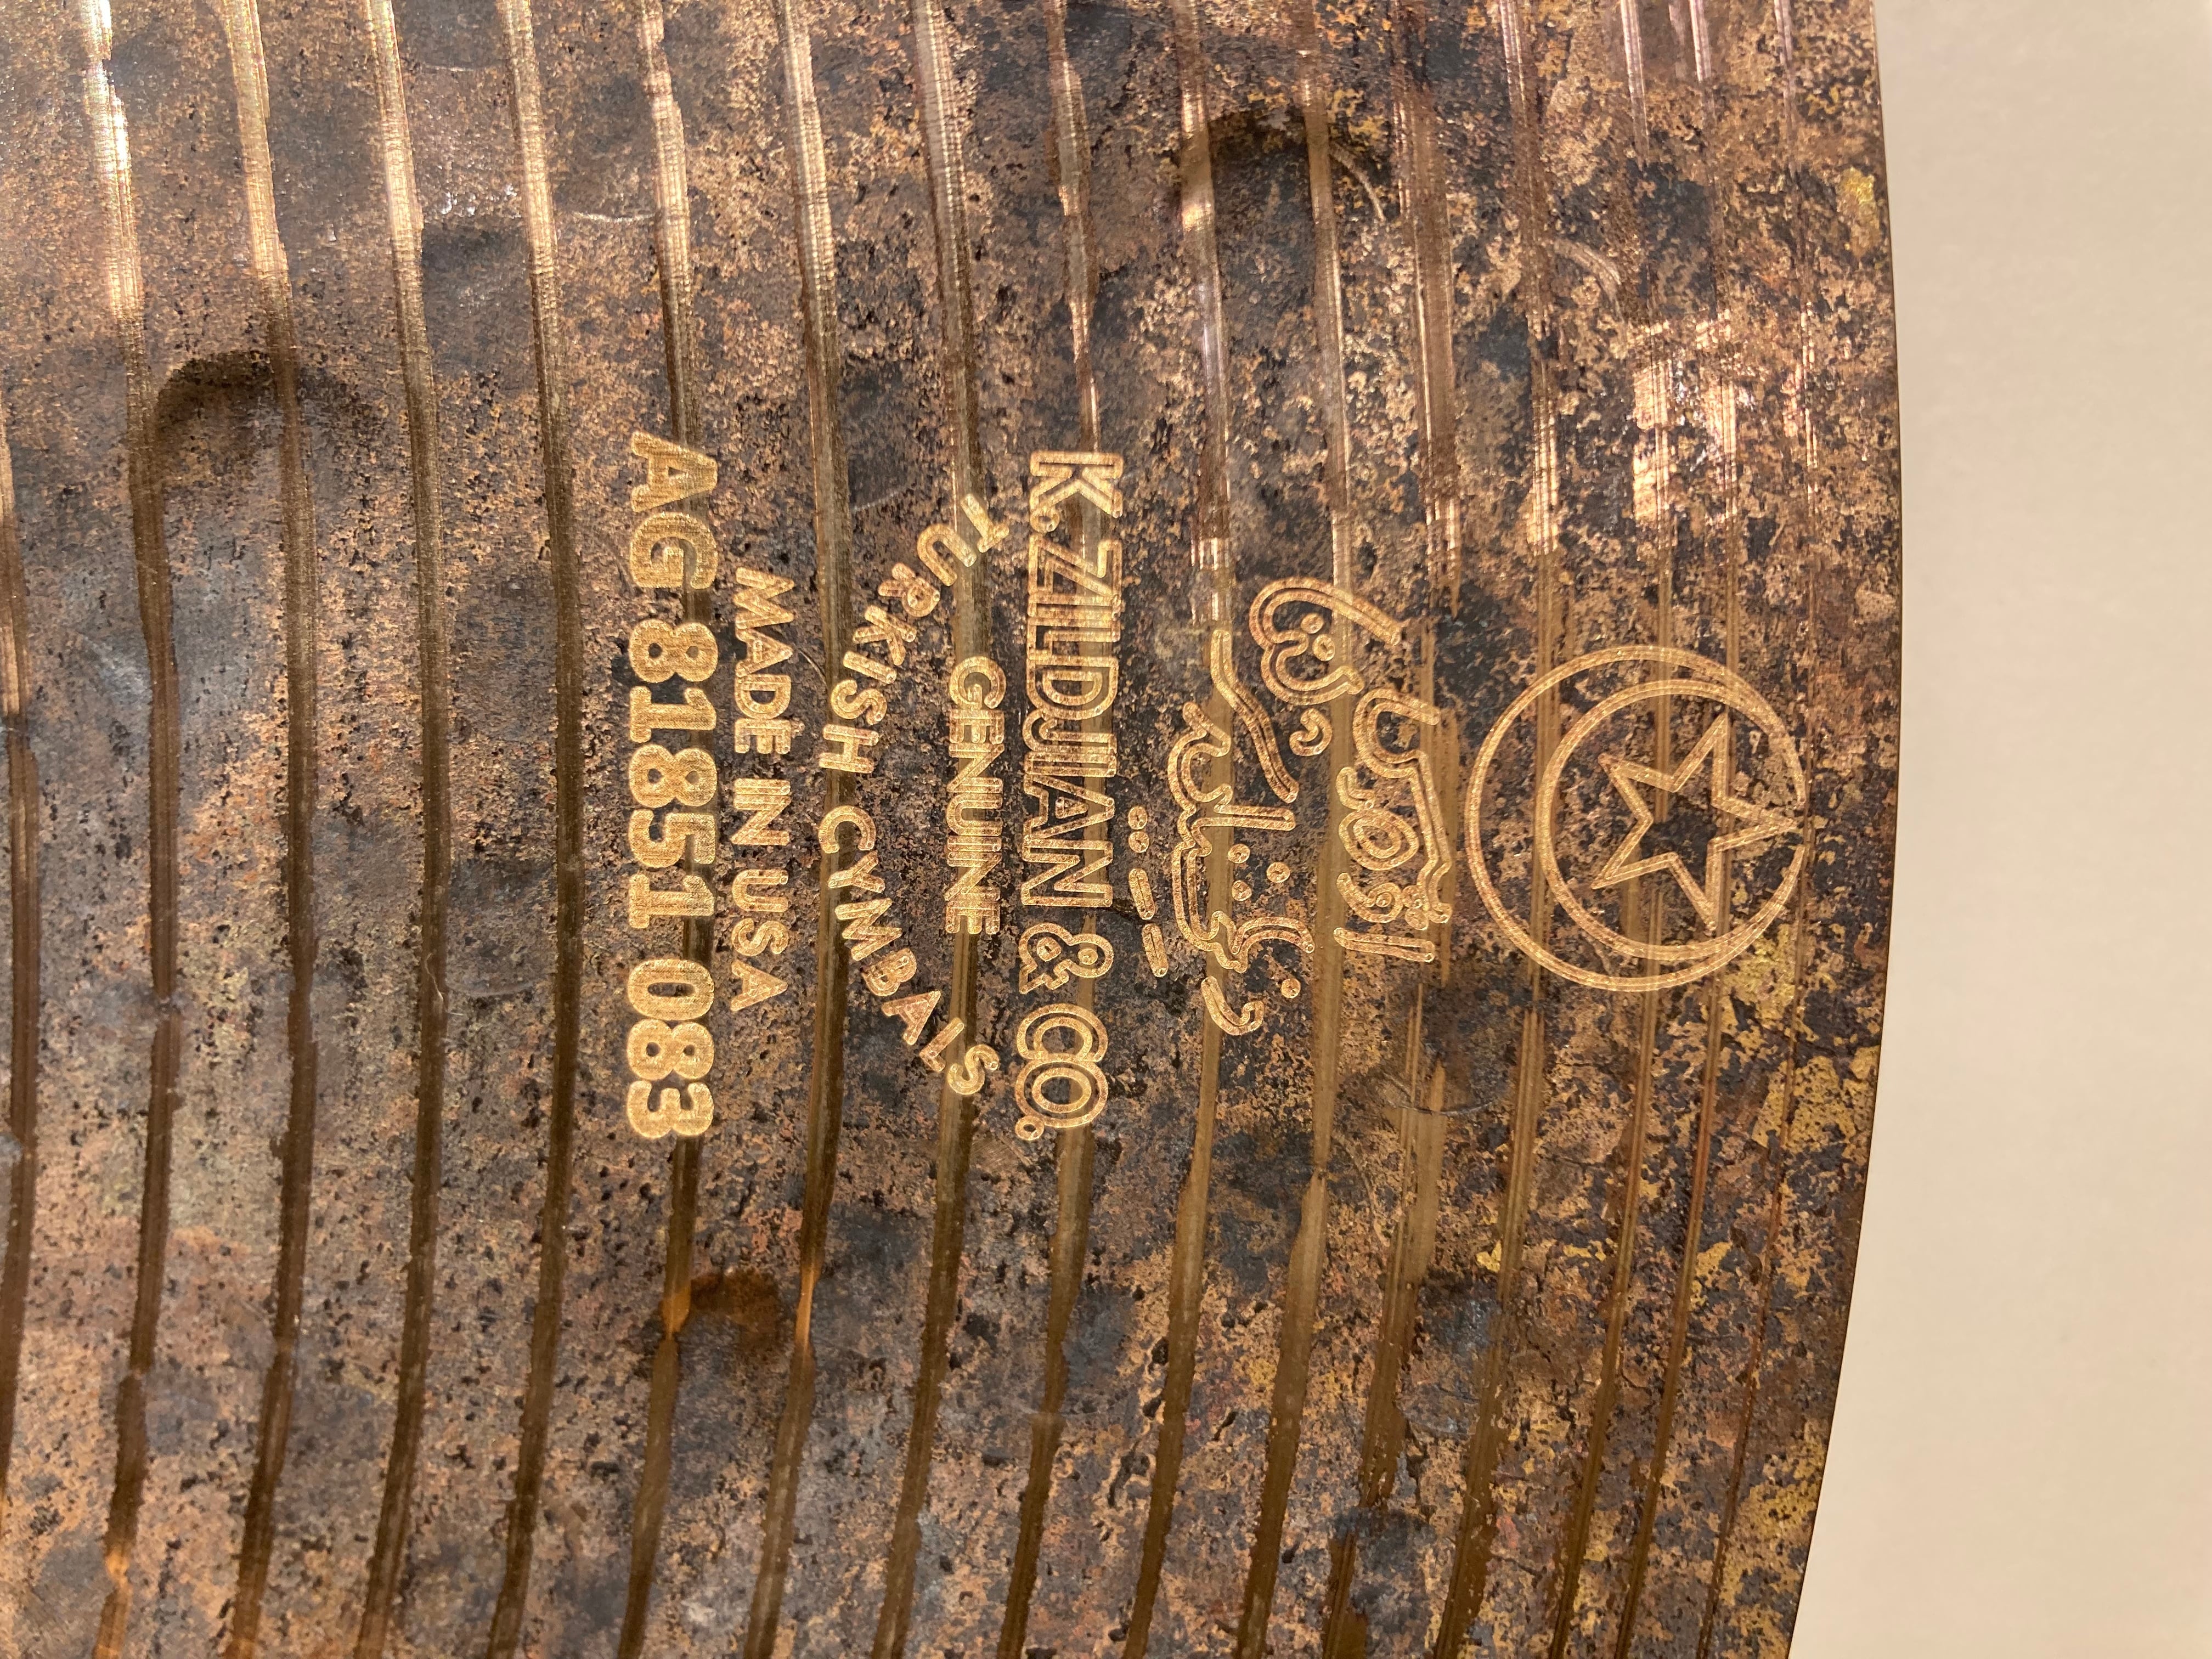 K. ZILDJIAN & CO.
GENUINE
TURKISH CYMBALS
MADE IN USA
AG 81851 083